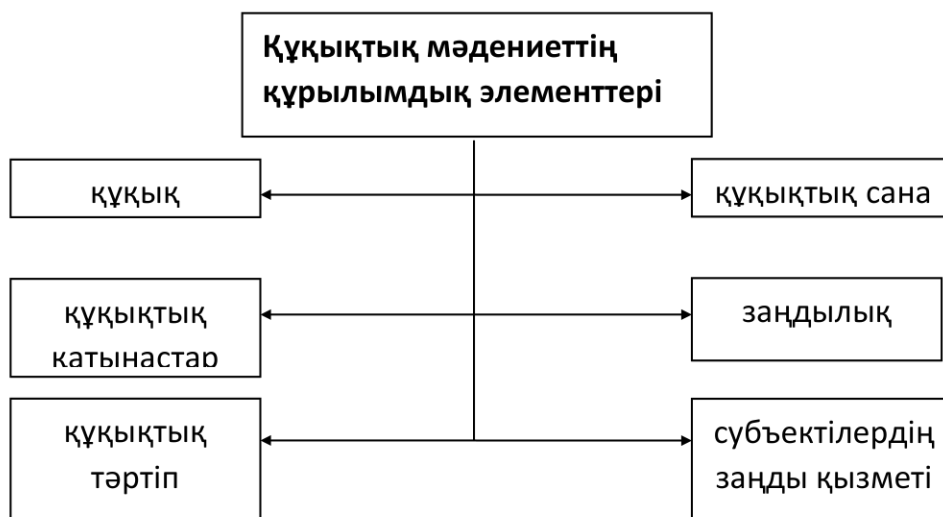 Құқықтық мәдениеттің
құрылымдық элементтері
құқық
құқықтық сана
құқықтық
қатынастар
заңдылық
құқықтық
тәртіп
субъектілердің
заңды қызметі